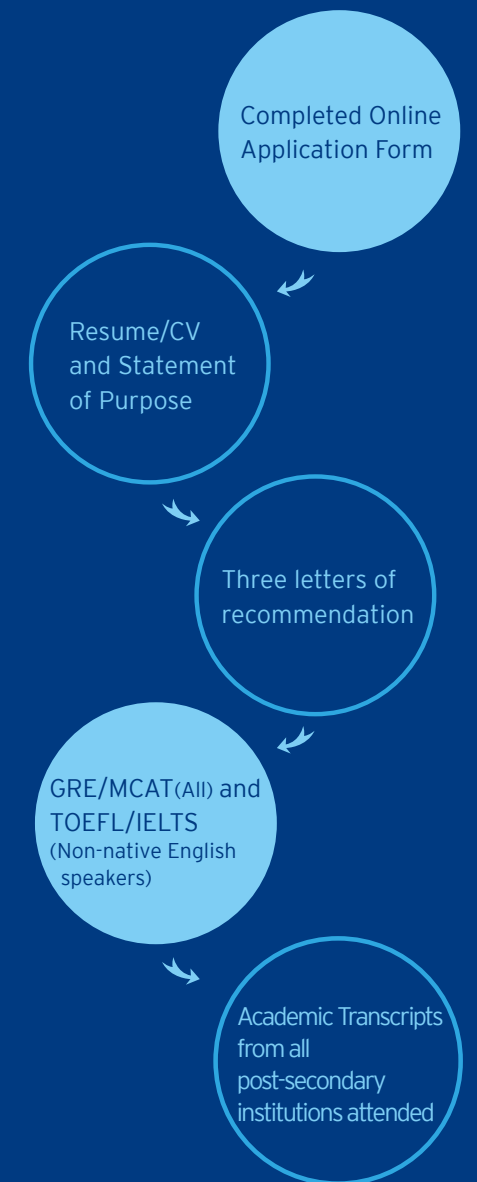 Completed Online
Application Form
Resume/CV
and Statement
of Purpose
Three letters of
recommendation
GRE/MCAT(All) and
TOEFL/IELTS
(Non-native English
speakers)
Academic Transcripts
from all
post-secondary
institutions attended